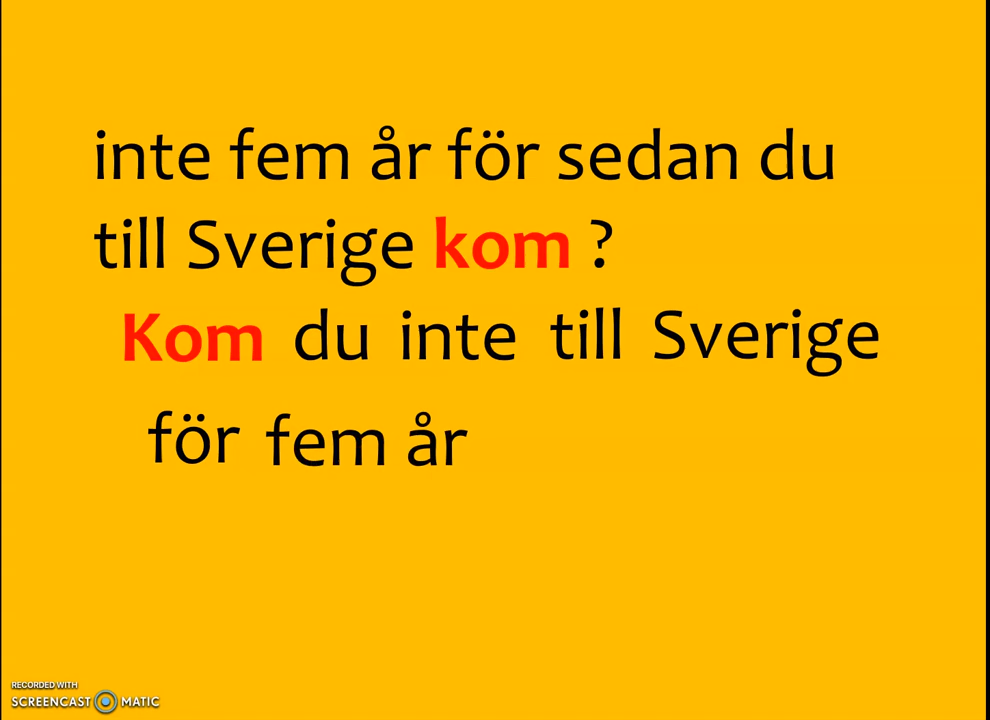 inte fem år för sedan du
till Sverige kom ?
Kom du inte till Sverige
för fem år
RECORDED WITH
SCREENCAST MATIC